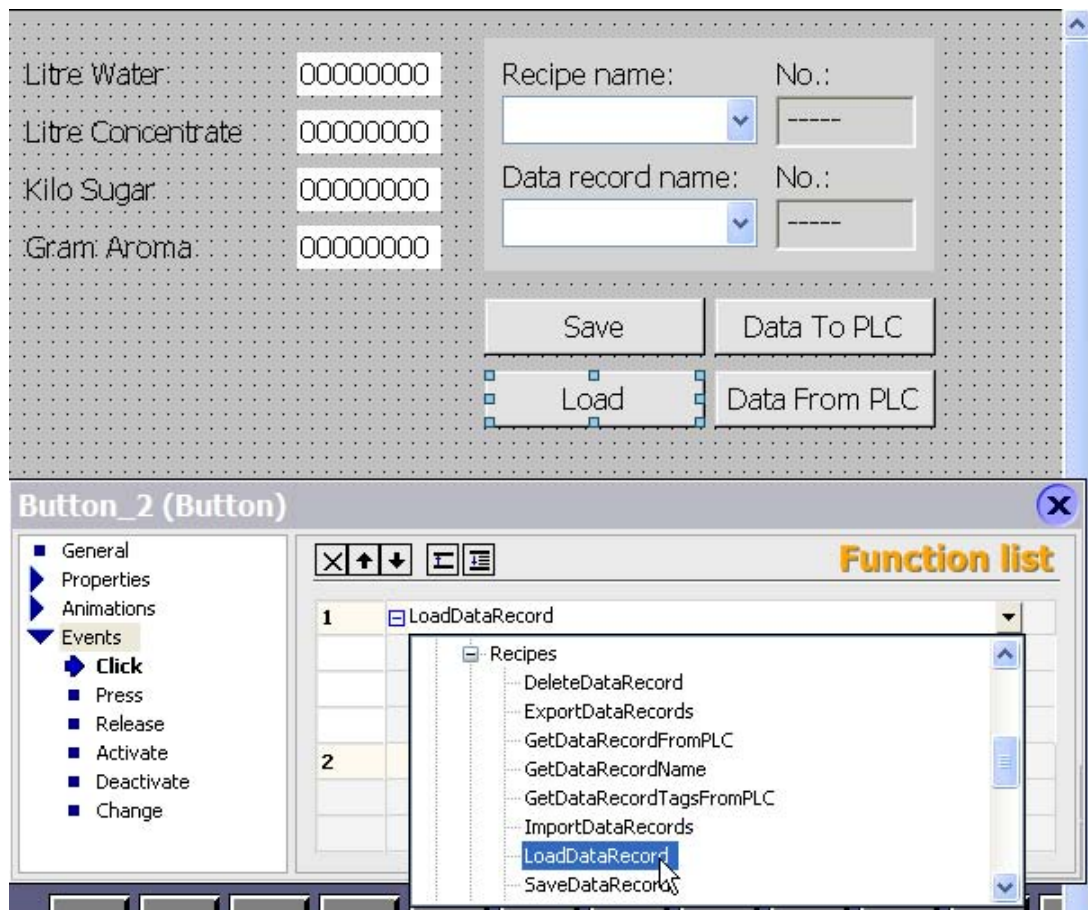 Litre Water
00000000
Litre Concentrate
00000000
Kilo Sugar
00000000
Gram Aroma
00000000
Recipe name:
No.:
-----
Data record name:
No.:
-----
Save
Data To PLC
Load
Data From PLC
Button_2 (Button)
General
Properties
Animations
Events
Click
Press
Release
Activate
Deactivate
Change
Function list
1
LoadDataRecord
Recipes
DeleteDataRecord
ExportDataRecords
GetDataRecordFromPLC
GetDataRecordName
GetDataRecordTagsFromPLC
ImportDataRecords
LoadDataRecord
SaveDataRecord
2